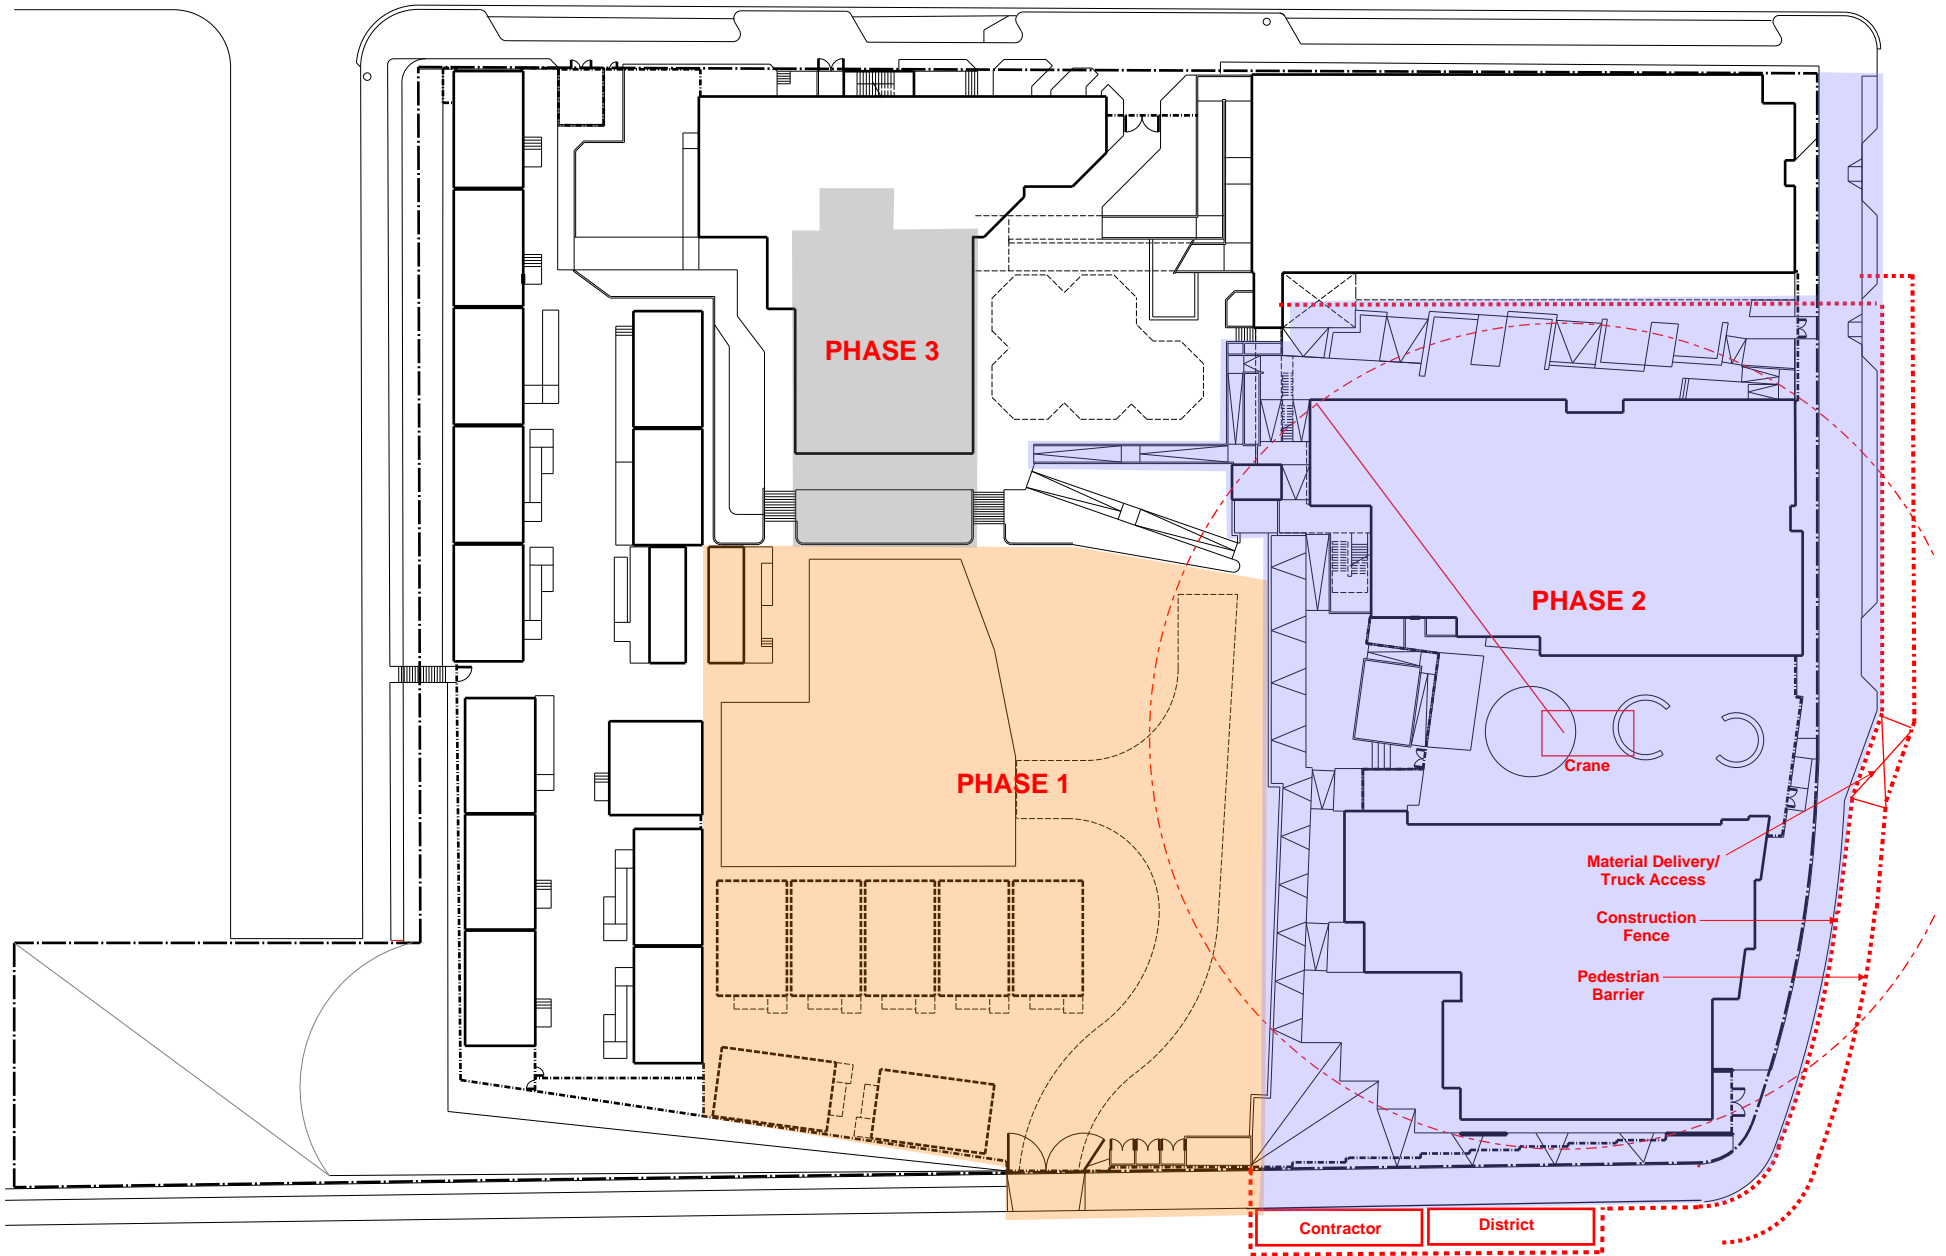 PHASE 3
PHASE 2
PHASE 1
Crane
Material Delivery/
Truck Access
Construction
Fence
Pedestrian
Barrier
Contractor
District